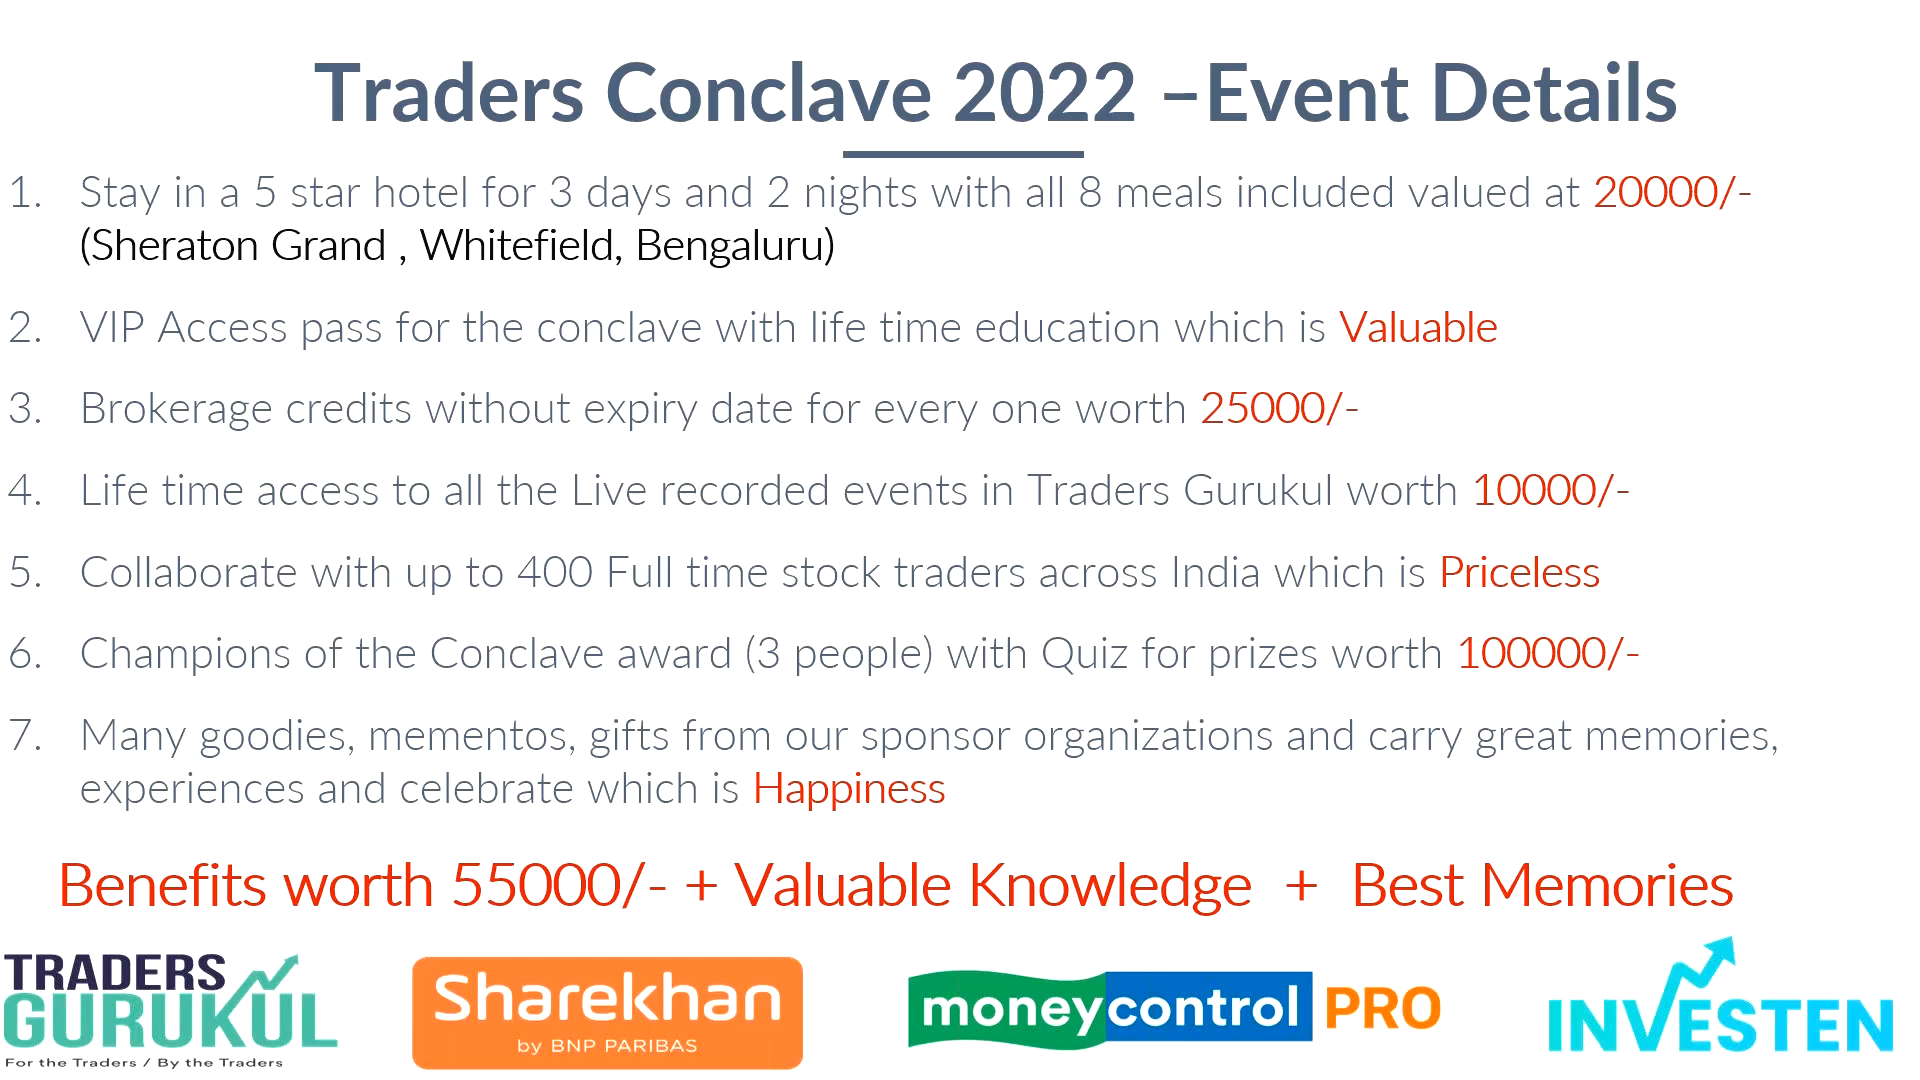 Traders Conclave 2022 –Event Details
1. Stay in a 5 star hotel for 3 days and 2 nights with all 8 meals included valued at 20000/-
(Sheraton Grand , Whitefield, Bengaluru)
2. VIP Access pass for the conclave with life time education which is Valuable
3. Brokerage credits without expiry date for every one worth 25000/-
4. Life time access to all the Live recorded events in Traders Gurukul worth 10000/-
5. Collaborate with up to 400 Full time stock traders across India which is Priceless
6. Champions of the Conclave award (3 people) with Quiz for prizes worth 100000/-
7. Many goodies, mementos, gifts from our sponsor organizations and carry great memories,
experiences and celebrate which is Happiness
Benefits worth 55000/- + Valuable Knowledge + Best Memories
TRADERS
GURUKUL
For the Traders / By the Traders
Sharekhan
by BNP PARIBAS
moneycontrol PRO
INVESTEN